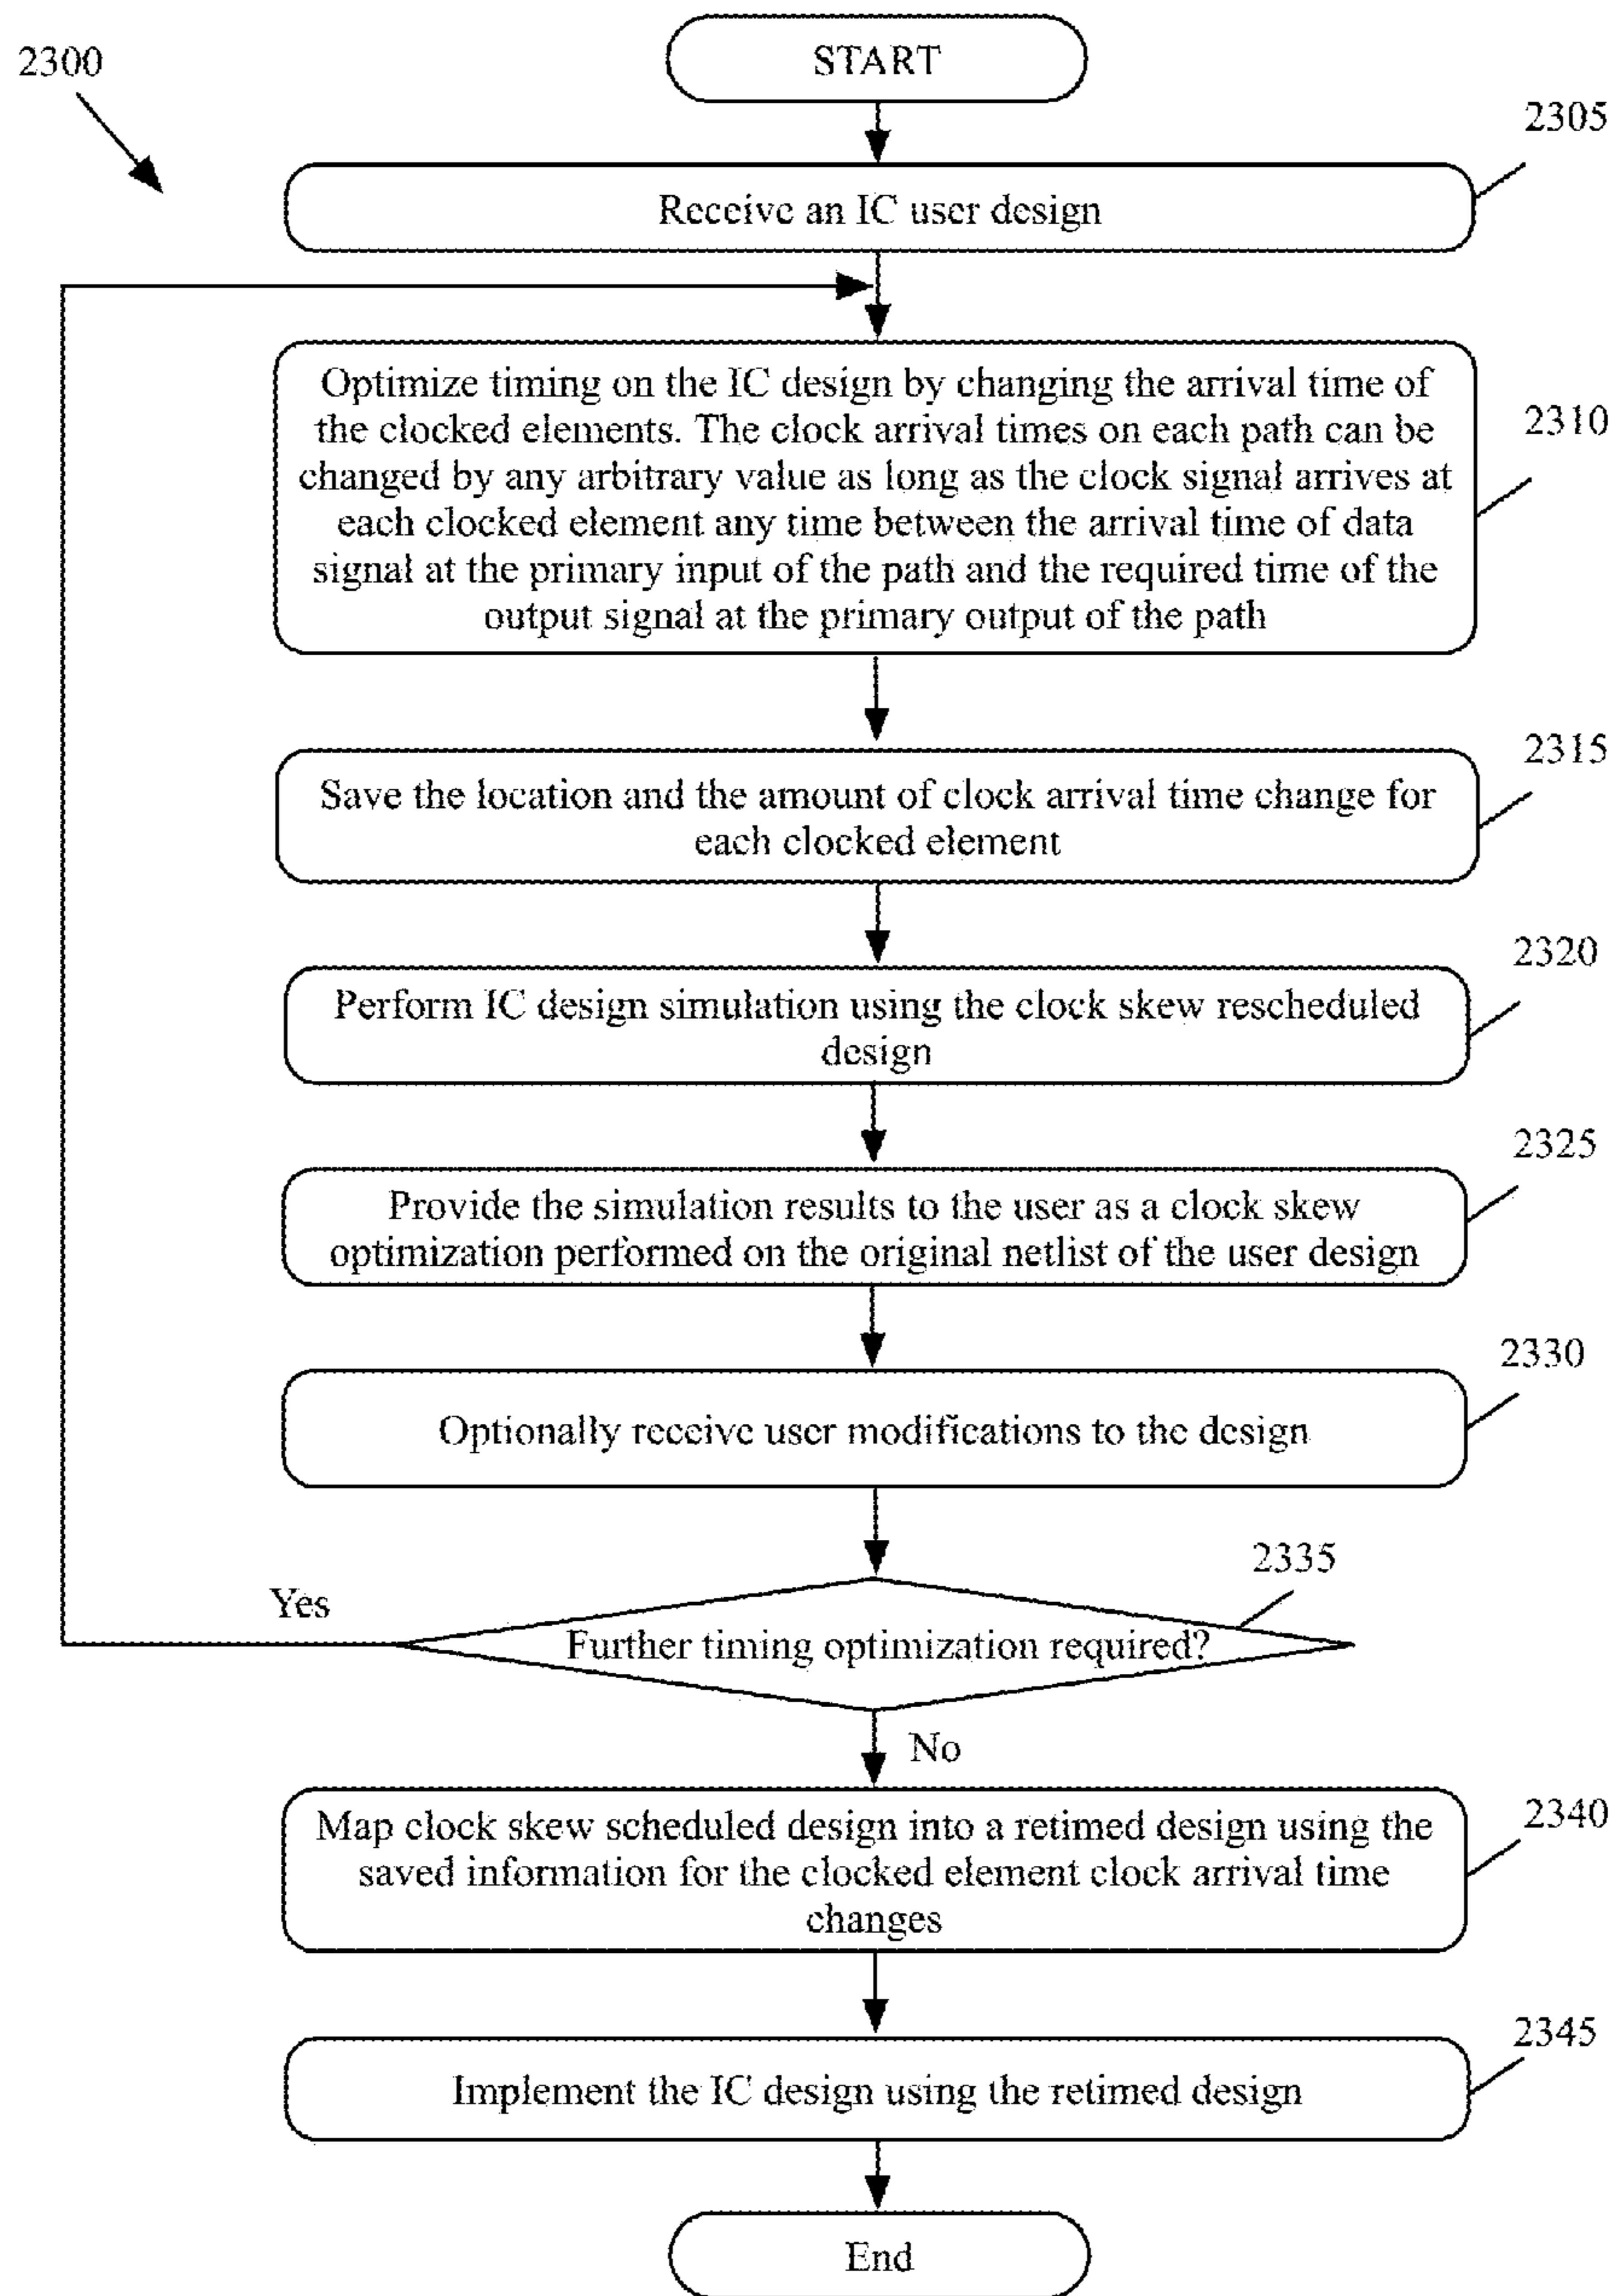 START
2300
2305
Receive an IC user design
Optimize timing on the IC design by changing the arrival time of
the clocked elements. The clock arrival times on each path can be
changed by any arbitrary value as long as the clock signal arrives at
each clocked element any time between the arrival time of data
signal at the primary input of the path and the required time of the
output signal at the primary output of the path
2310
2315
Save the location and the amount of clock arrival time change for
each clocked element
2320
Perform IC design simulation using the clock skew rescheduled
design
2325
Provide the simulation results to the user as a clock skew
optimization performed on the original netlist of the user design
2330
Optionally receive user modifications to the design
2335
Yes
Further timing optimization required?
No
Map clock skew scheduled design into a retimed design using the
saved information for the clocked element clock arrival time
changes
2340
2345
Implement the IC design using the retimed design
End